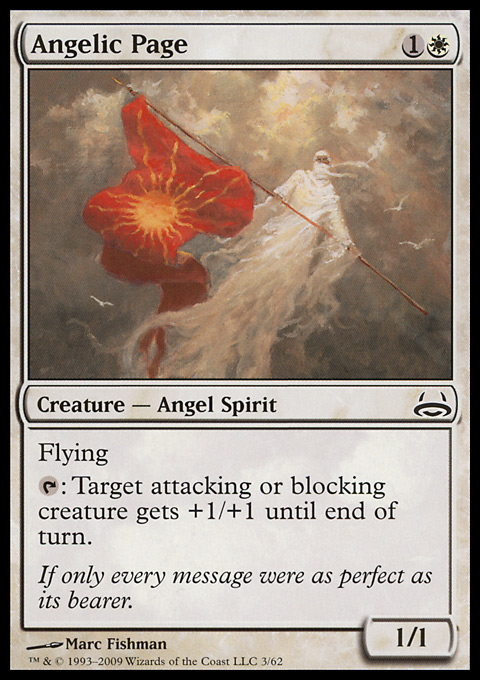 Angelic Page 1
Creature — Angel Spirit
Flying
: Target attacking or blocking
creature gets +1/+1 until end of
turn.
If only every message were as perfect as
its bearer.
Marc Fishman
1/1
™ & © 1993–2009 Wizards of the Coast LLC 3/62